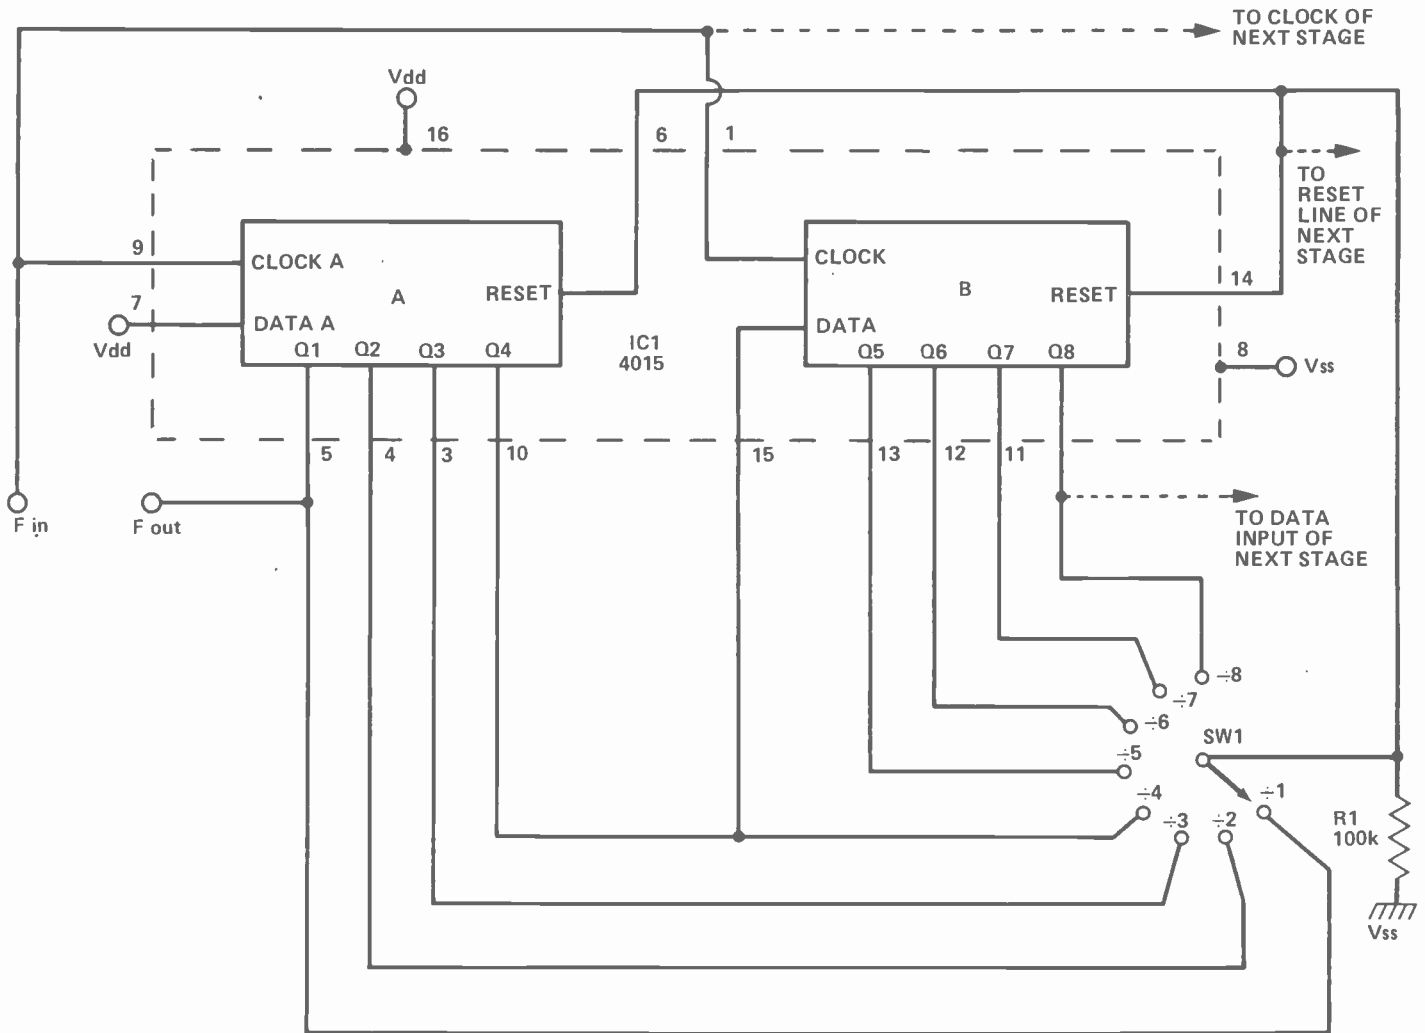 TO CLOCK OF
NEXT STAGE
Vdd
16
6
1
TO
RESET
LINE OF
NEXT
STAGE
9
CLOCK A
A
RESET
7
Vdd
DATA A
Q1
Q2
Q3
Q4
IC1
4015
CLOCK
B
RESET
14
DATA
Q5
Q6
Q7
Q8
8
Vss
5
4
3
10
15
13
12
11
F in
F out
TO DATA
INPUT OF
NEXT STAGE
÷8
÷7
÷6
SW1
÷5
÷4
÷3
÷2
÷1
R1
100k
Vss